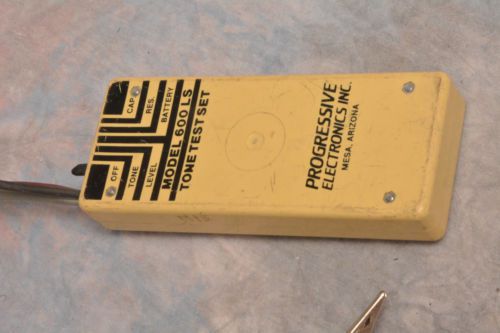 CAP
RES.
BATTERY
OFF
TONE
LEVEL
MODEL 600 LS
TONE TEST SET
PROGRESSIVE
ELECTRONICS INC.
MESA, ARIZONA